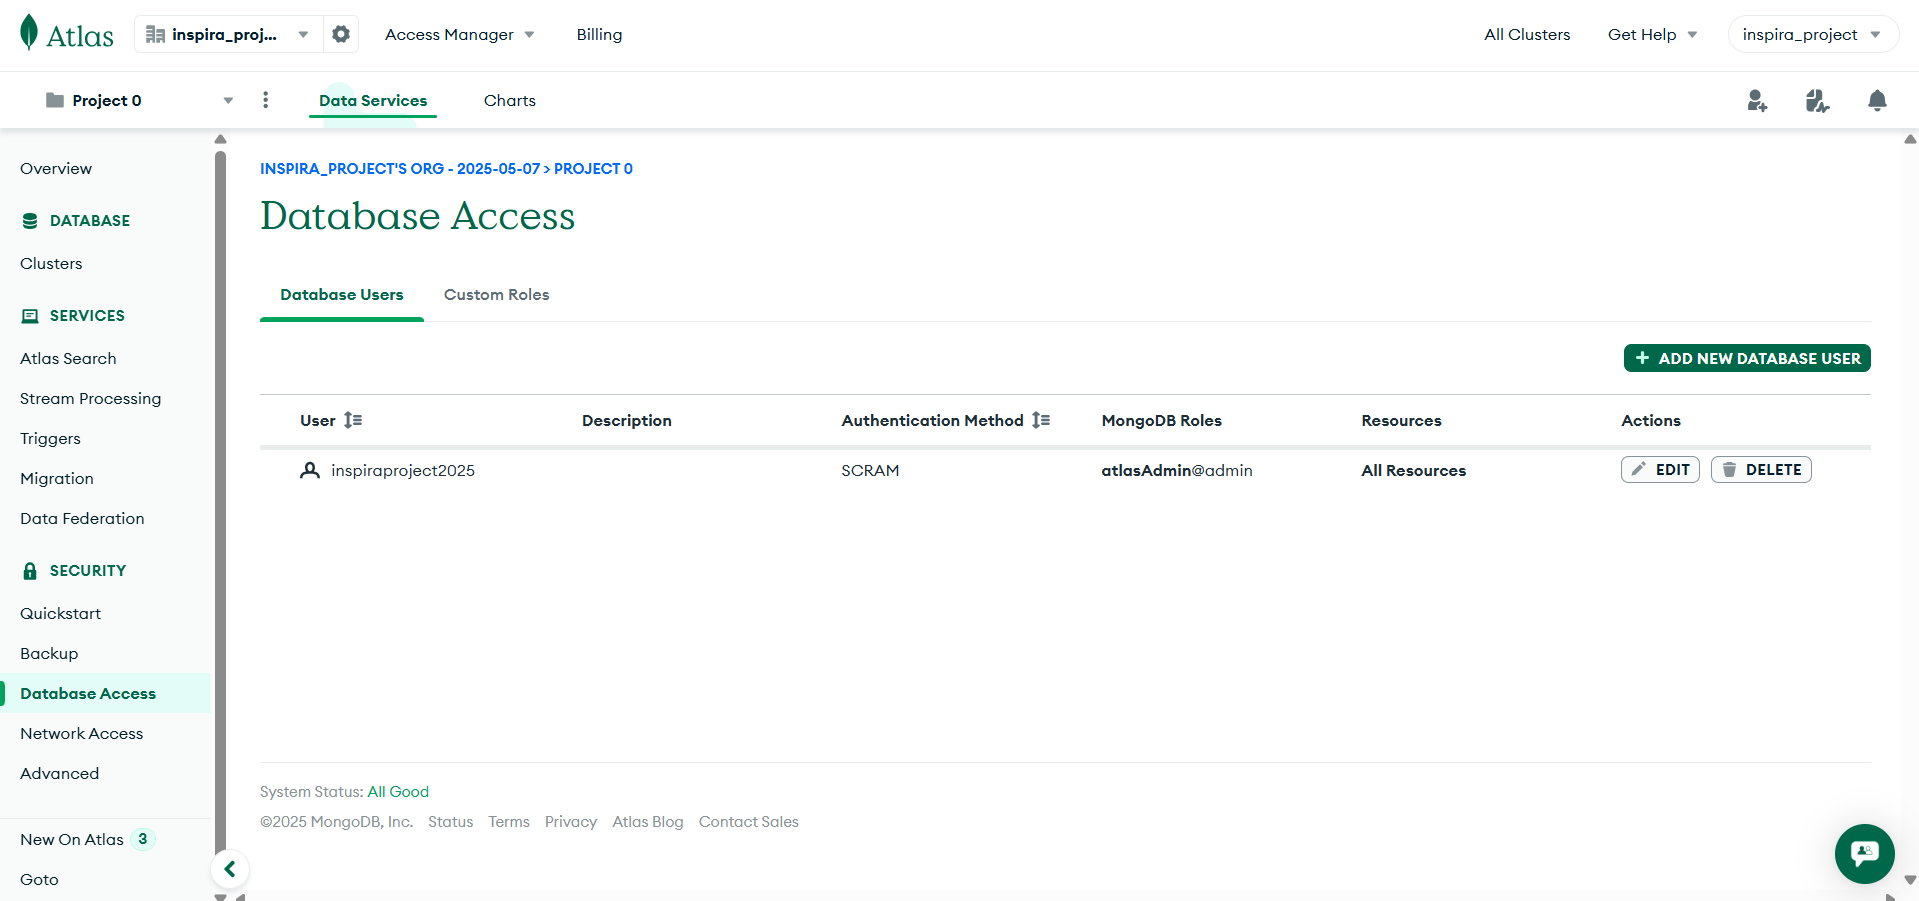 Atlas
inspira_proj...
Access Manager
Billing
All Clusters
Get Help
inspira_project
Project 0
Data Services
Charts
Overview
DATABASE
Clusters
SERVICES
Atlas Search
Stream Processing
Triggers
Migration
Data Federation
SECURITY
Quickstart
Backup
Database Access
Network Access
Advanced
New On Atlas 3
Goto
INSPIRA_PROJECT'S ORG - 2025-05-07 > PROJECT 0
Database Access
Database Users
Custom Roles
+ ADD NEW DATABASE USER
User Description Authentication Method MongoDB Roles Resources Actions
inspiraproject2025 SCRAM atlasAdmin@admin All Resources EDIT DELETE
System Status: All Good
©2025 MongoDB, Inc. Status Terms Privacy Atlas Blog Contact Sales